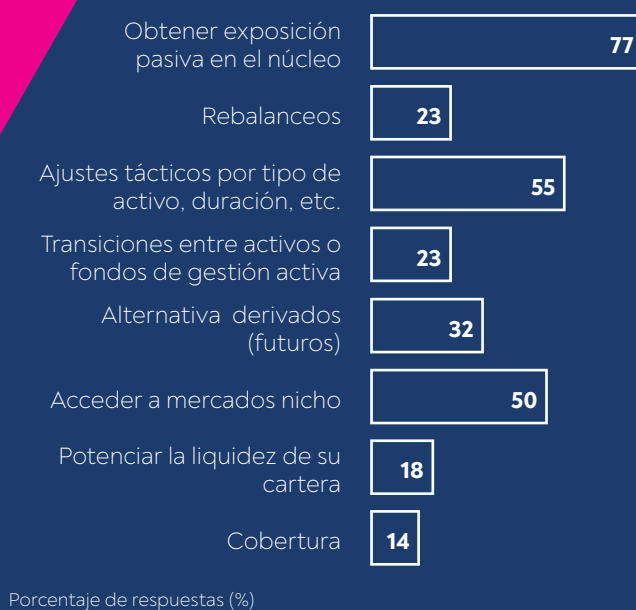 Obtener exposición
pasiva en el núcleo
77
Rebalanceos
23
Ajustes tácticos por tipo de
activo, duración, etc.
55
Transiciones entre activos o
fondos de gestión activa
23
Alternativa  derivados
(futuros)
32
Acceder a mercados nicho
50
Potenciar la liquidez de su
cartera
18
Cobertura
14
Porcentaje de respuestas (%)